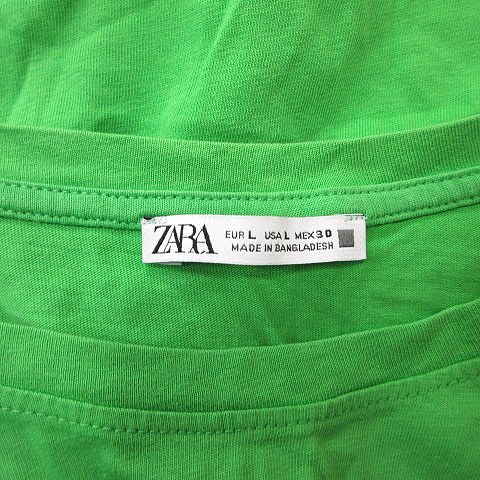 ZARA
EUR L USA L MEX 30
MADE IN BANGLADESH